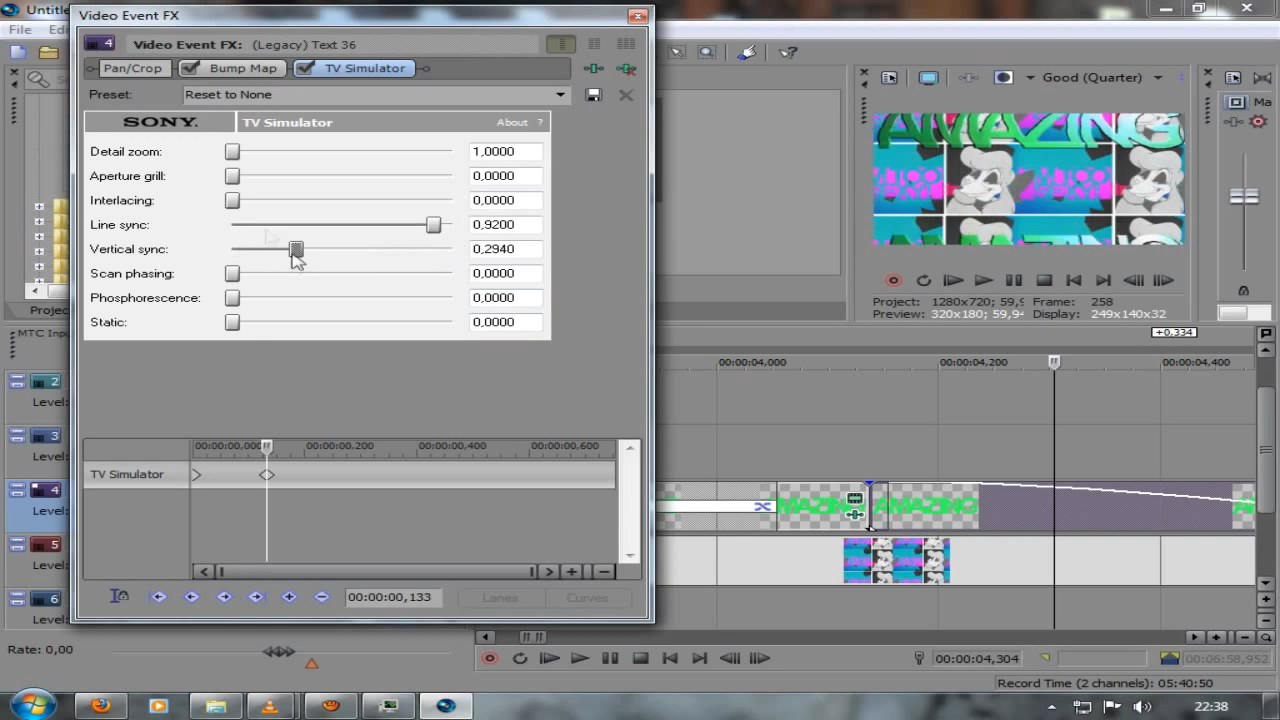 Untitle
Video Event FX
File
Ed
4
Video Event FX:
(Legacy) Text 36
Pan/Crop
Bump Map
TV Simulator
Preset:
Reset to None
Good (Quarter)
Ma
SONY.
TV Simulator
About
?
Detail zoom:
1,0000
Aperture grill:
0,0000
Interlacing:
0,0000
Line sync:
0,9200
Vertical sync:
0,2940
Scan phasing:
0,0000
Phosphorescence:
0,0000
Static:
0,0000
AMAZING
AMAZING
Project: 1280x720; 59,9
Frame: 258
Preview: 320x180; 59,94
Display: 249x140x32
Projec
MTC Inpu
+0,334
00:00:04,000
00:00:04,200
00:00:04,400
2
Level:
3
Level:
4
Level:
5
Level:
6
Level:
00:00:00,000
00:00:00,200
00:00:00,400
00:00:00,600
TV Simulator
AMAZING
AMAZING
00:00:00,133
Lanes
Curves
Rate: 0,00
00:00:04,304
00:06:58,952
Record Time (2 channels): 05:40:50
22:38